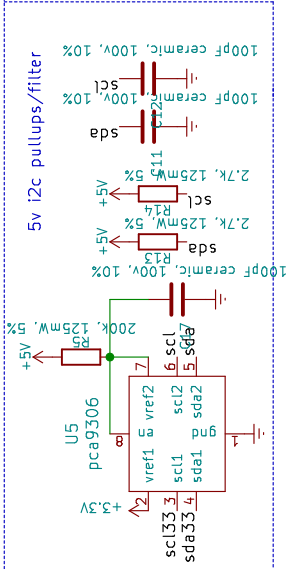 5v i2c pullups/filter
100pF ceramic, 100v, 10%
scl
C12
100pF ceramic, 100v, 10%
sda
C11
2.7k, 125mW, 5%
+5V
scl
R14
2.7k, 125mW, 5%
+5V
sda
R13
100pF ceramic, 100v, 10%
scl
sda
200k, 125mW, 5%
R5
+5V
7
6
5
U5
pca9306
vref2
scl2
sda2
en
8
gnd
1
vref1
scl1
sda1
2
3
4
+3.3V
scl33
sda33